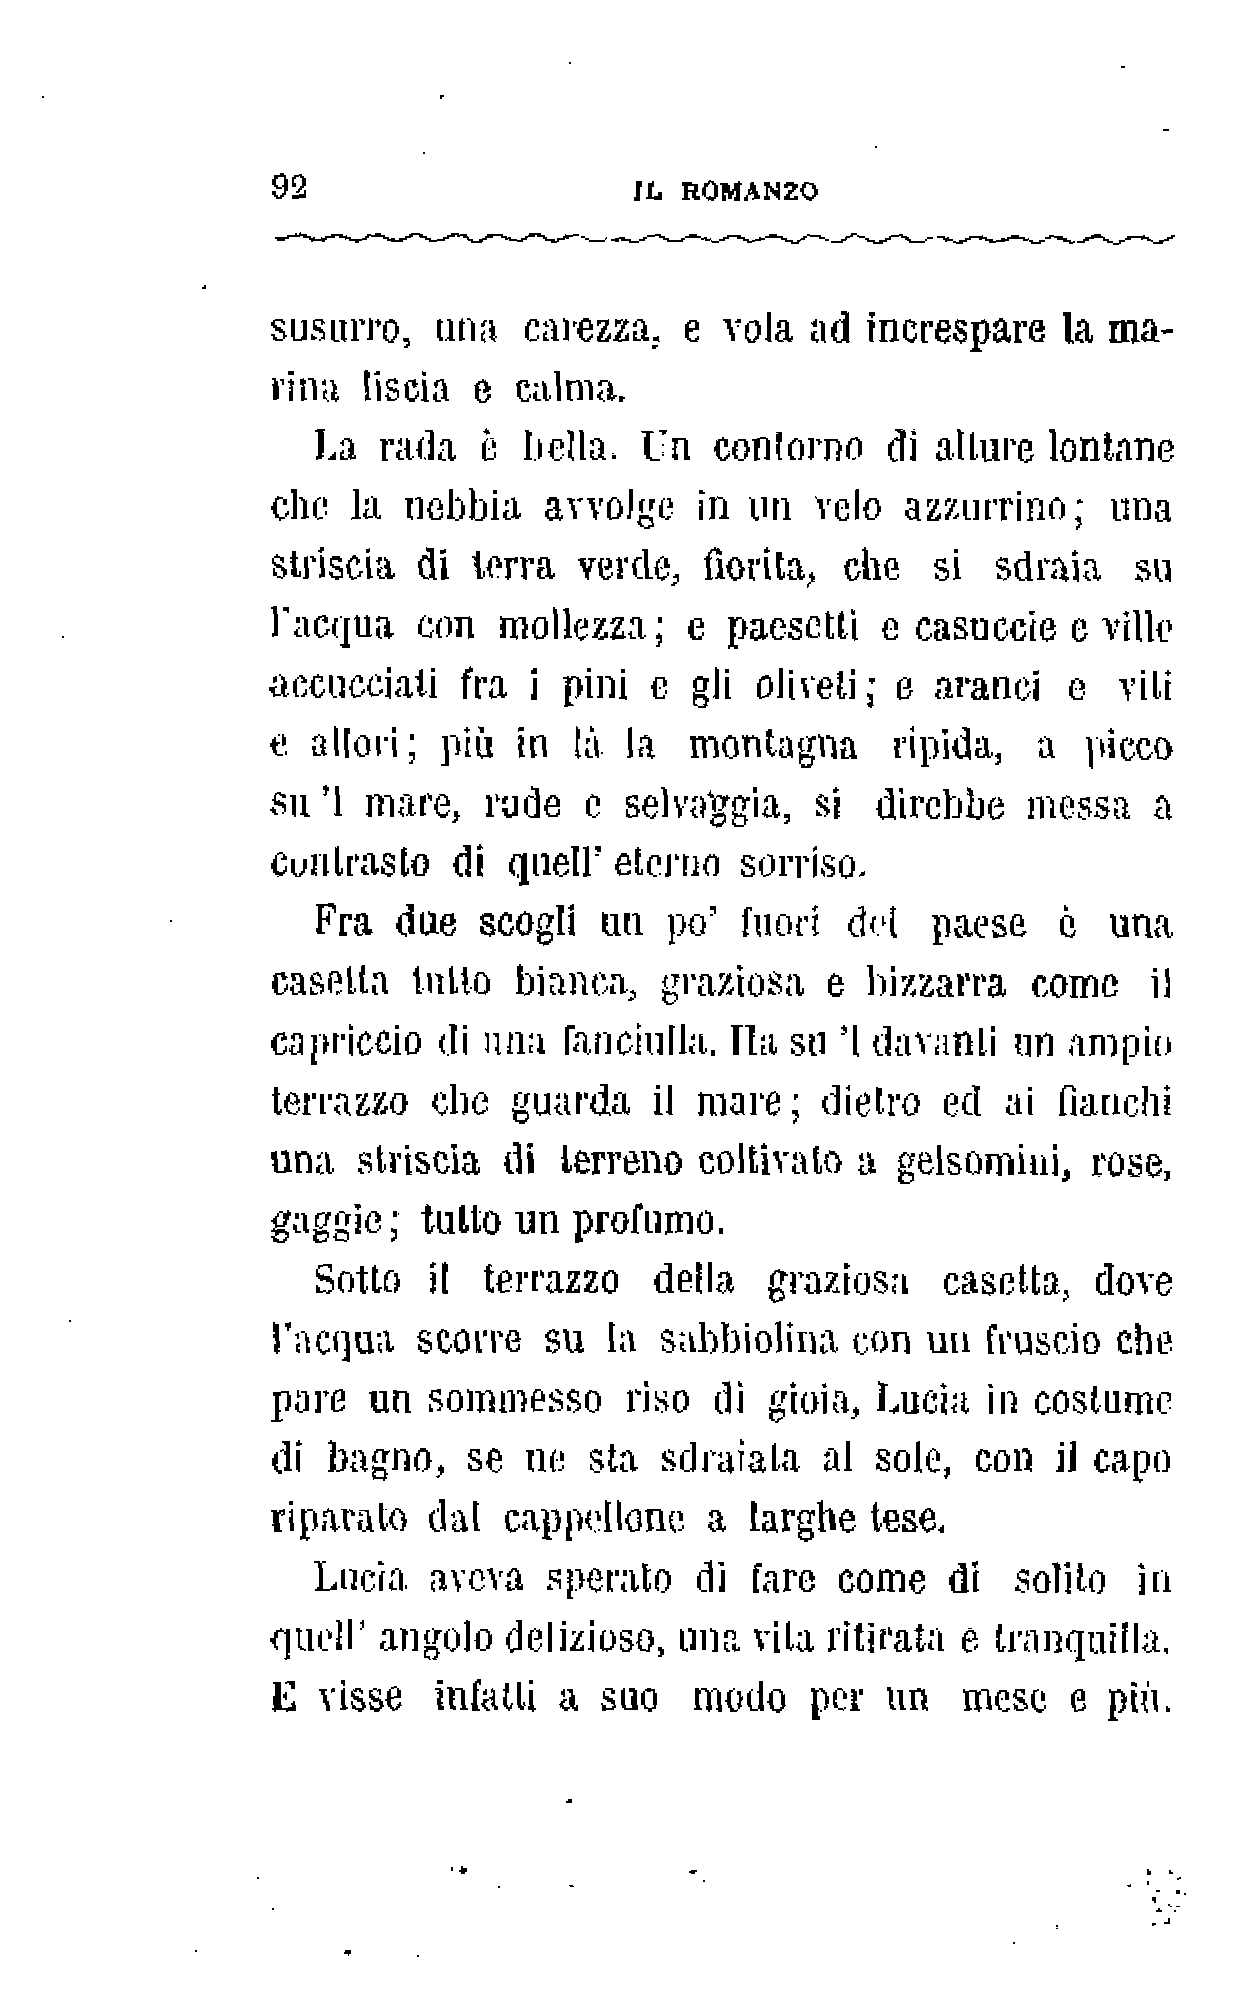 92 IL ROMANZO
susurro, una carezza, e vola ad increspare la ma-
rina liscia e calma.
La rada è bella. Un contorno di alture lontane
che la nebbia avvolge in un velo azzurrino; una
striscia di terra verde, fiorita, che si sdraia su
l'acqua con mollezza; e paesetti e casuccie e ville
accucciati fra i pini e gli oliveti; e aranci e viti
e allori; più in là la montagna ripida, a picco
su 'l mare, rude e selvaggia, si direbbe messa a
contrasto di quell' eterno sorriso.
Fra due scogli un po' fuori del paese è una
casetta tutto bianca, graziosa e bizzarra come il
capriccio di una fanciulla. Ha su 'l davanti un ampio
terrazzo che guarda il mare; dietro ed ai fianchi
una striscia di terreno coltivato a gelsomini, rose,
gaggie; tutto un profumo.
Sotto il terrazzo della graziosa casetta, dove
l'acqua scorre su la sabbiolina con un fruscio che
pare un sommesso riso di gioia, Lucia in costume
di bagno, se ne sta sdraiata al sole, con il capo
riparato dal cappellone a larghe tese.
Lucia aveva sperato di fare come di solito in
quell' angolo delizioso, una vita ritirata e tranquilla.
E visse infatti a suo modo per un mese e più.